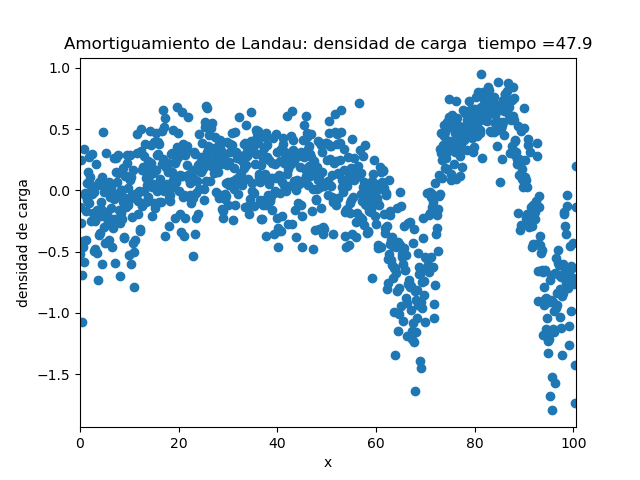 Amortiguamiento de Landau: densidad de carga  tiempo =47.9
1.0
0.5
0.0
−0.5
−1.0
−1.5
densidad de carga
0 20 40 60 80 100
x